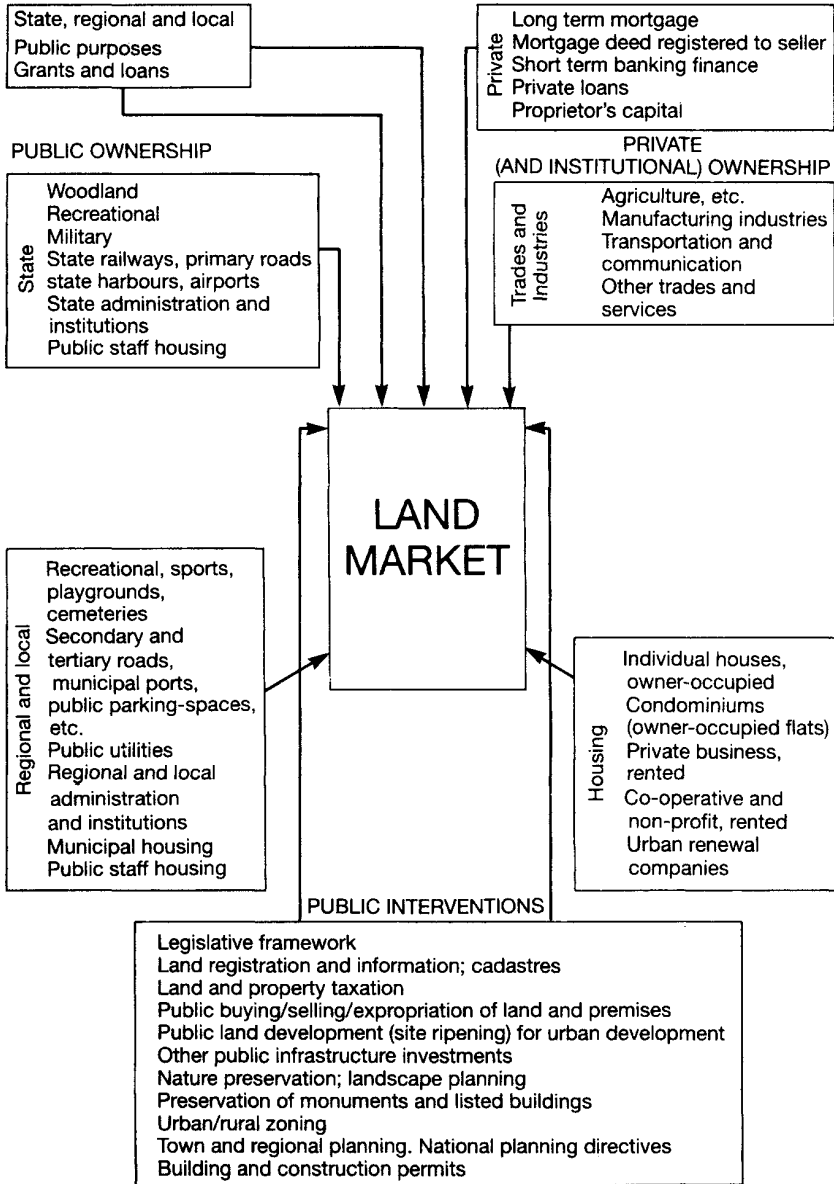 State, regional and local
Public purposes
Grants and loans
Private
Long term mortgage
Mortgage deed registered to seller
Short term banking finance
Private loans
Proprietor's capital
PUBLIC OWNERSHIP
PRIVATE
(AND INSTITUTIONAL) OWNERSHIP
State
Woodland
Recreational
Military
State railways, primary roads
state harbours, airports
State administration and
institutions
Public staff housing
Trades and
Industries
Agriculture, etc.
Manufacturing industries
Transportation and
communication
Other trades and
services
LAND
MARKET
Regional and local
Recreational, sports,
playgrounds,
cemeteries
Secondary and
tertiary roads,
municipal ports,
public parking-spaces,
etc.
Public utilities
Regional and local
administration
and institutions
Municipal housing
Public staff housing
Housing
Individual houses,
owner-occupied
Condominiums
(owner-occupied flats)
Private business,
rented
Co-operative and
non-profit, rented
Urban renewal
companies
PUBLIC INTERVENTIONS
Legislative framework
Land registration and information; cadastres
Land and property taxation
Public buying/selling/expropriation of land and premises
Public land development (site ripening) for urban development
Other public infrastructure investments
Nature preservation; landscape planning
Preservation of monuments and listed buildings
Urban/rural zoning
Town and regional planning. National planning directives
Building and construction permits